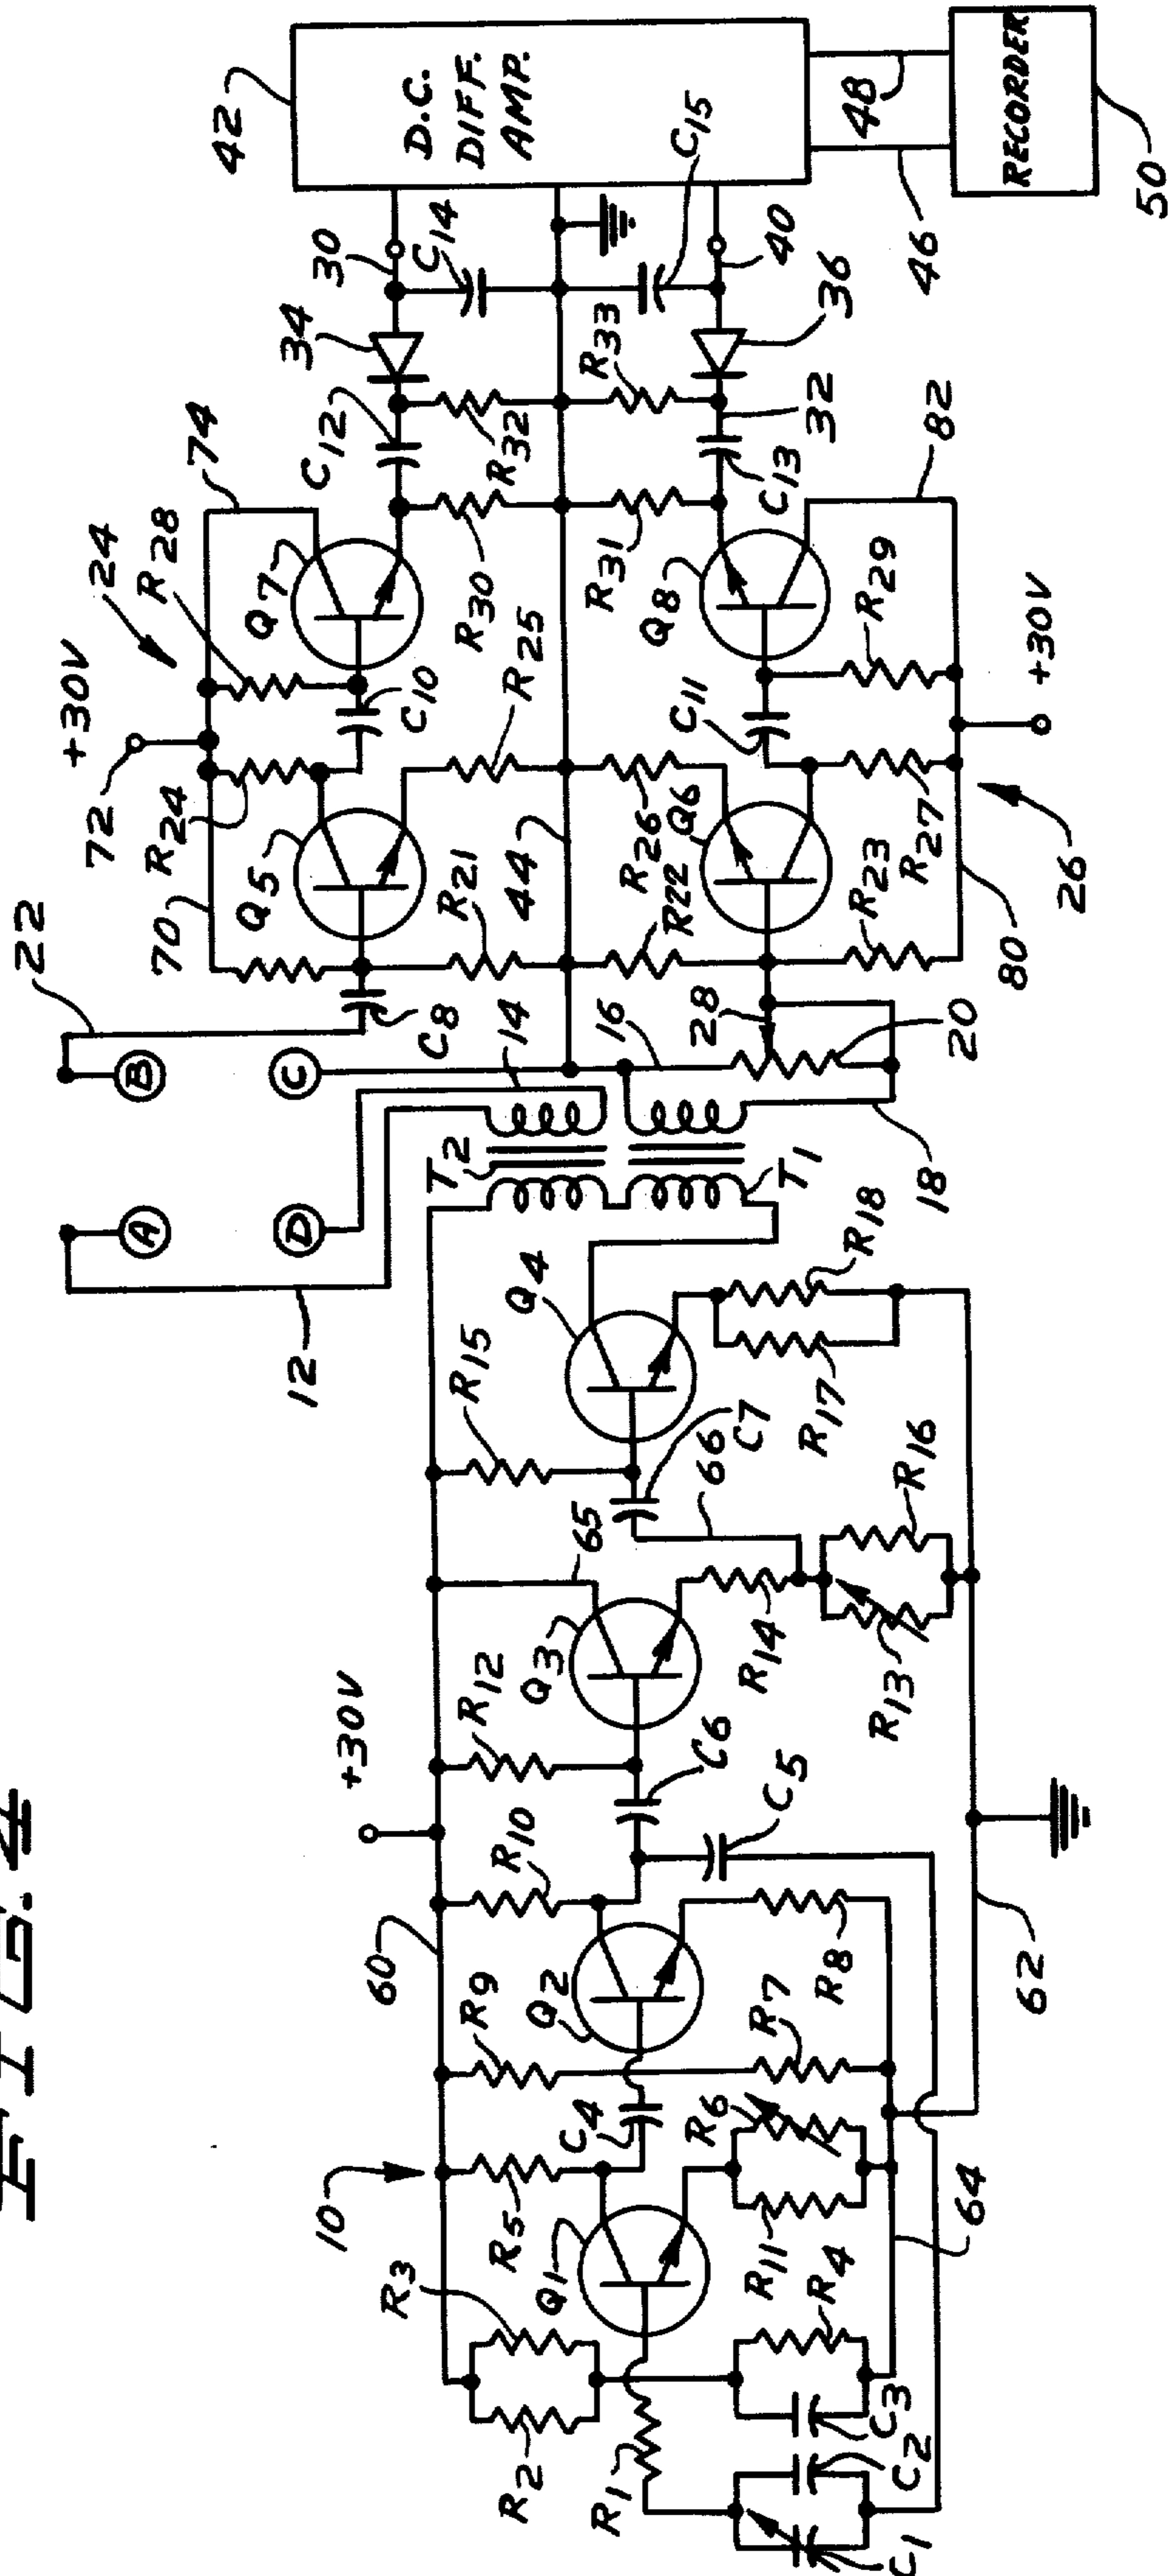 FIG. 4
10
R2
R3
R1
C1
C2
C3
R4
R5
Q1
R11
R6
C4
R9
60
Q2
R7
R8
64
62
R10
+30V
C5
C6
R12
Q3
65
R14
R13
R16
66
C7
R15
Q4
R17
R18
12
A
D
B
C
22
T2
T1
14
16
18
20
28
C8
70
72
+30V
24
R24
Q5
R21
44
R22
R26
Q6
R23
R27
80
26
+30V
R28
Q7
74
C10
R25
R30
C11
Q8
R31
R29
82
C12
R32
C13
32
34
R33
36
30
C14
C15
40
42
D.C.
DIFF.
AMP.
46
48
RECORDER
50